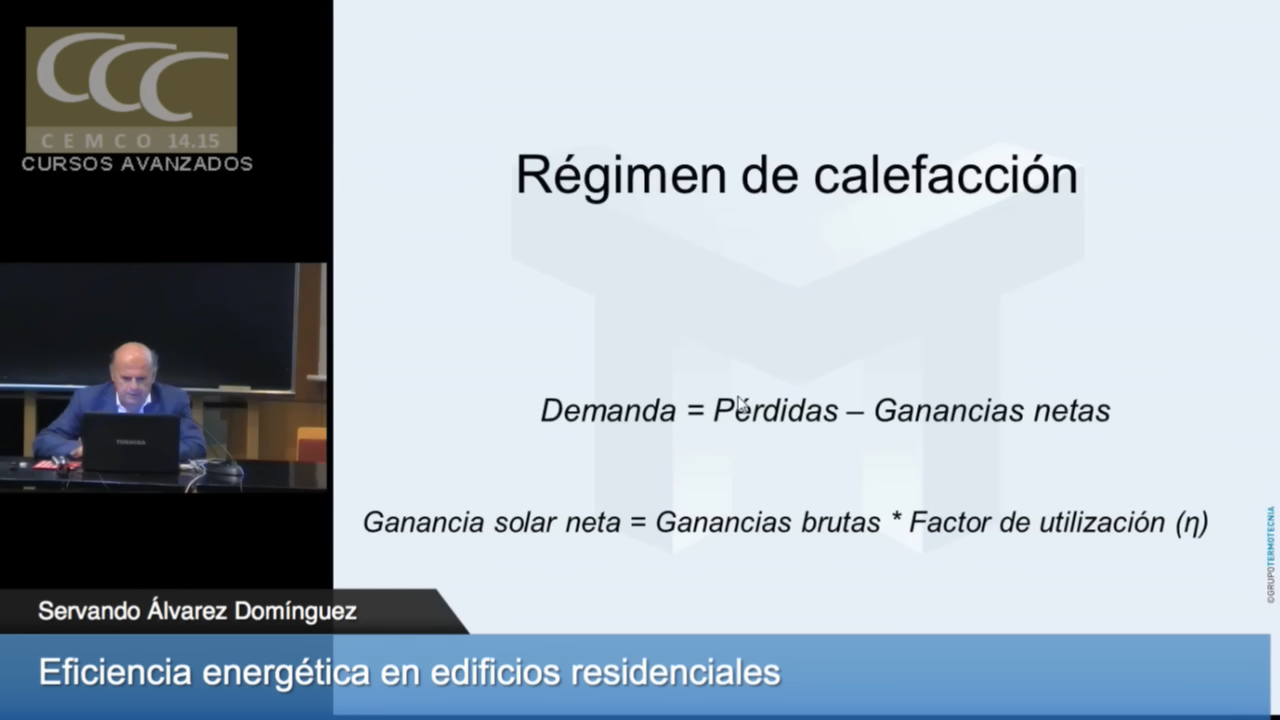 CCC
CEMCO 14.15
CURSOS AVANZADOS
Régimen de calefacción
Demanda = Pérdidas – Ganancias netas
Ganancia solar neta = Ganancias brutas * Factor de utilización (η)
TOSHIBA
©GRUPOTERMOTECNIA
Servando Álvarez Domínguez
Eficiencia energética en edificios residenciales